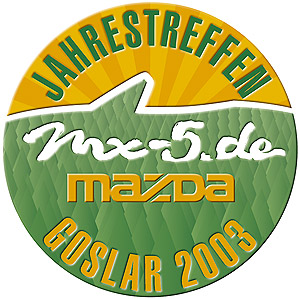 JAHRESTREFFEN
mx-5.de
mazda
GOSLAR 2003